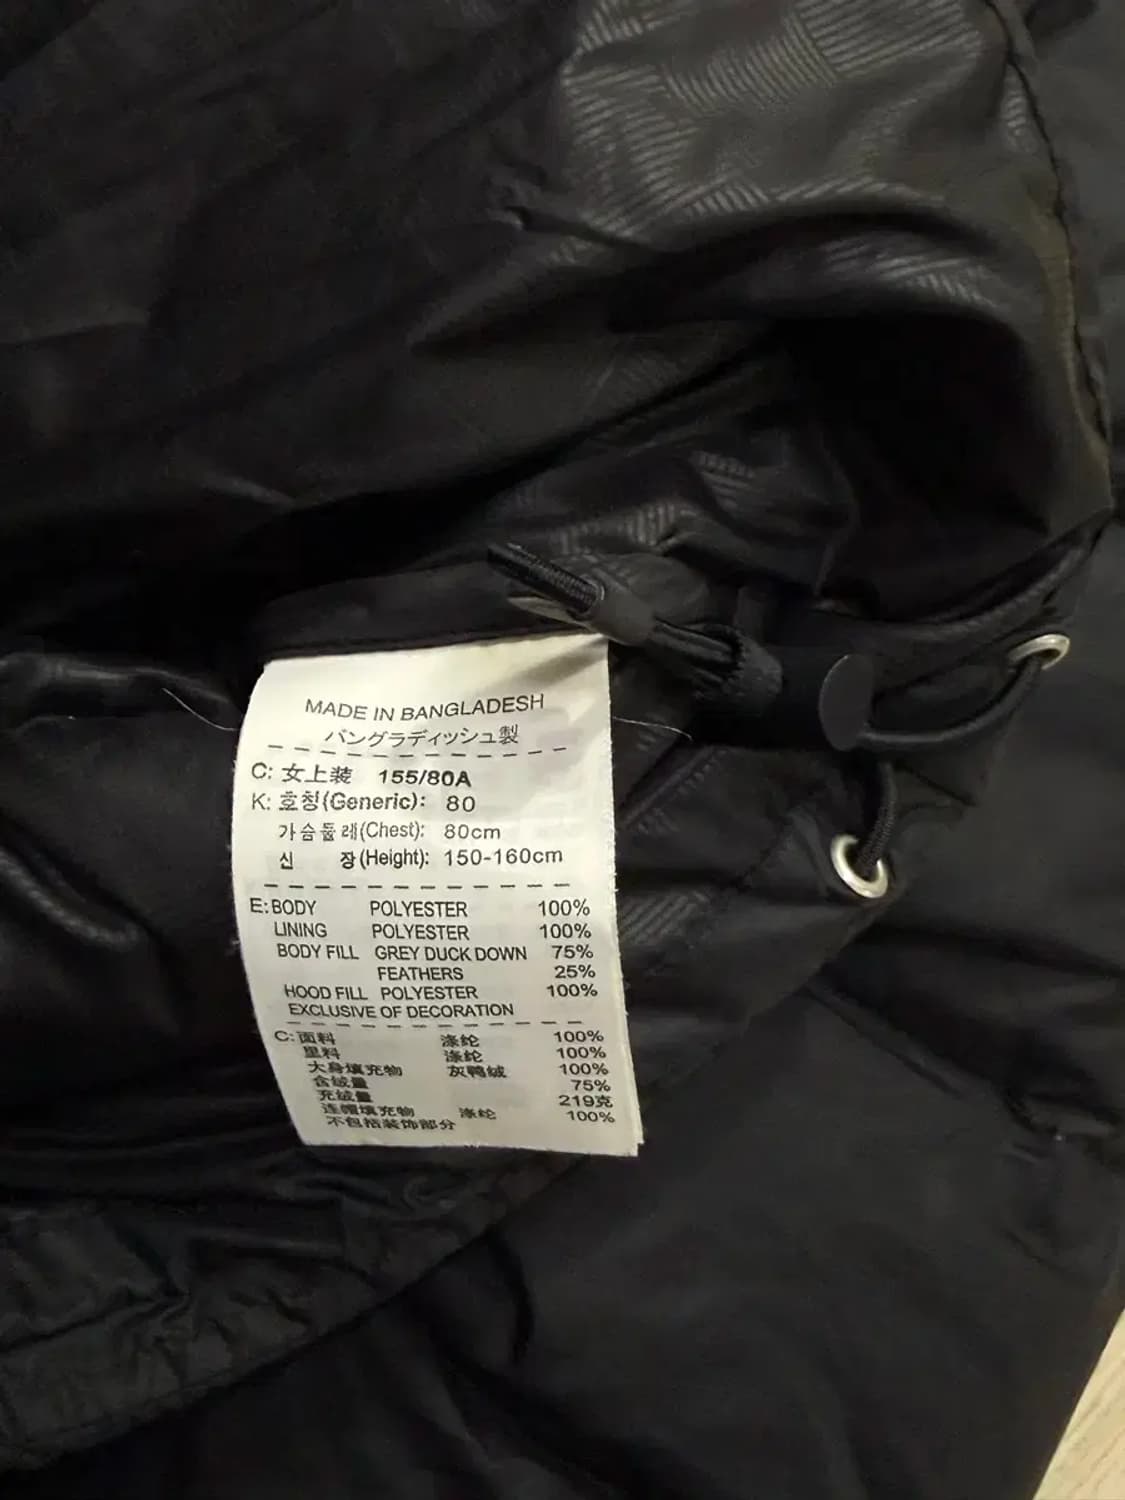 MADE IN BANGLADESH
バングラディッシュ製
C: 女上装 155/80A
K: 호칭(Generic): 80
가슴둘레(Chest): 80cm
신 장(Height): 150-160cm
E: BODY POLYESTER 100%
LINING POLYESTER 100%
BODY FILL GREY DUCK DOWN 75%
FEATHERS 25%
HOOD FILL POLYESTER 100%
EXCLUSIVE OF DECORATION
C: 面料 涤纶 100%
里料 涤纶 100%
大身填充物 灰鸭绒 100%
含绒量 75%
充绒量 219克
连帽填充物 涤纶 100%
不包括装饰部分